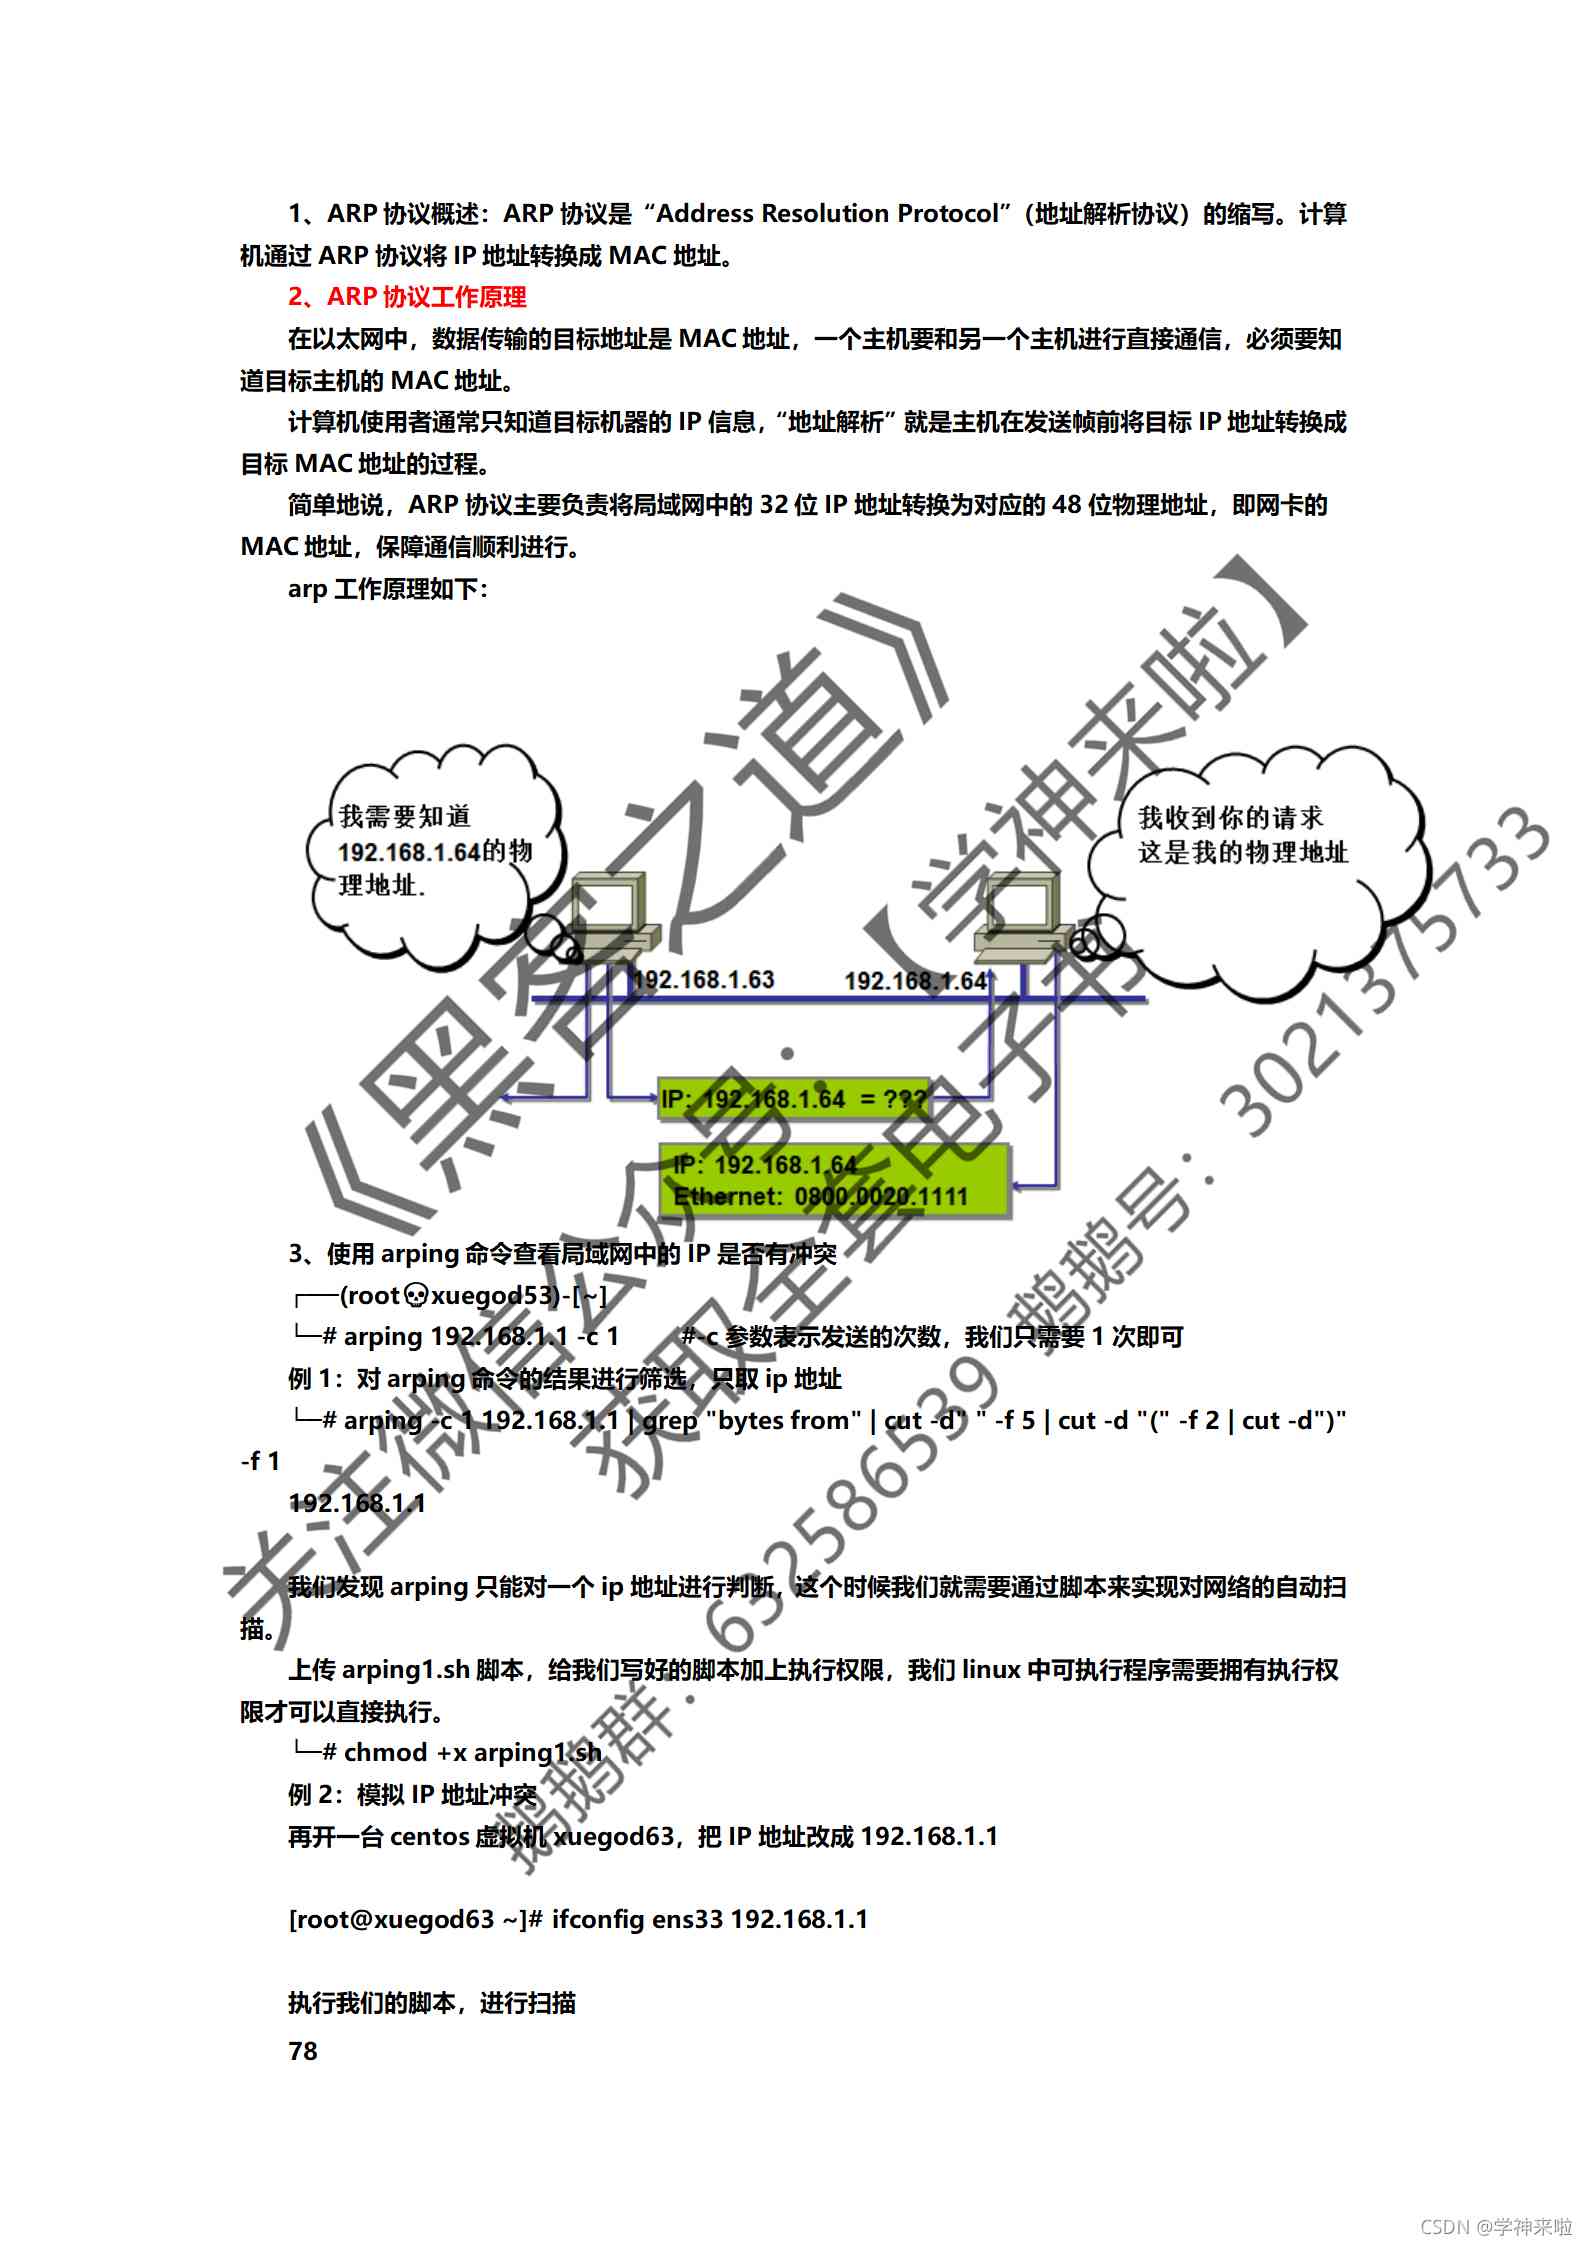 1、ARP 协议概述：ARP 协议是“Address Resolution Protocol”（地址解析协议）的缩写。计算
机通过 ARP 协议将 IP 地址转换成 MAC 地址。
2、ARP 协议工作原理
在以太网中，数据传输的目标地址是 MAC 地址，一个主机要和另一个主机进行直接通信，必须要知
道目标主机的 MAC 地址。
计算机使用者通常只知道目标机器的 IP 信息，“地址解析”就是主机在发送帧前将目标 IP 地址转换成
目标 MAC 地址的过程。
简单地说，ARP 协议主要负责将局域网中的 32 位 IP 地址转换为对应的 48 位物理地址，即网卡的
MAC 地址，保障通信顺利进行。
arp 工作原理如下：
我需要知道
192.168.1.64的物
理地址.
我收到你的请求
这是我的物理地址
192.168.1.63
192.168.1.64
IP: 192.168.1.64 = ???
IP: 192.168.1.64
Ethernet: 0800.0020.1111
3、使用 arping 命令查看局域网中的 IP 是否有冲突
┌──(root💀xuegod53)-[~]
└─# arping 192.168.1.1 -c 1 #-c 参数表示发送的次数，我们只需要 1 次即可
例 1：对 arping 命令的结果进行筛选，只取 ip 地址
└─# arping -c 1 192.168.1.1 | grep "bytes from" | cut -d" " -f 5 | cut -d "(" -f 2 | cut -d")"
-f 1
192.168.1.1
我们发现 arping 只能对一个 ip 地址进行判断，这个时候我们就需要通过脚本来实现对网络的自动扫
描。
上传 arping1.sh 脚本，给我们写好的脚本加上执行权限，我们 linux 中可执行程序需要拥有执行权
限才可以直接执行。
└─# chmod +x arping1.sh
例 2：模拟 IP 地址冲突
再开一台 centos 虚拟机 xuegod63，把 IP 地址改成 192.168.1.1
[root@xuegod63 ~]# ifconfig ens33 192.168.1.1
执行我们的脚本，进行扫描
78
《黑客之道》
关注微信公众号：【学神来啦】
获取全套电子书
鹅鹅群：632586539 鹅鹅号：3021375733
CSDN @学神来啦